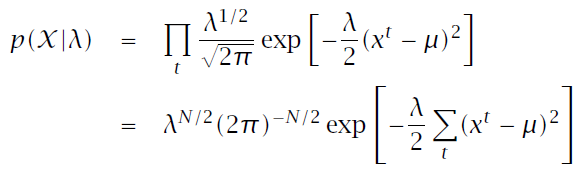 p(X|λ) = ∏_t λ^{1/2}/√(2π) exp[−λ/2 (x^t − μ)^2]
= λ^{N/2} (2π)^{−N/2} exp[−λ/2 ∑_t (x^t − μ)^2]